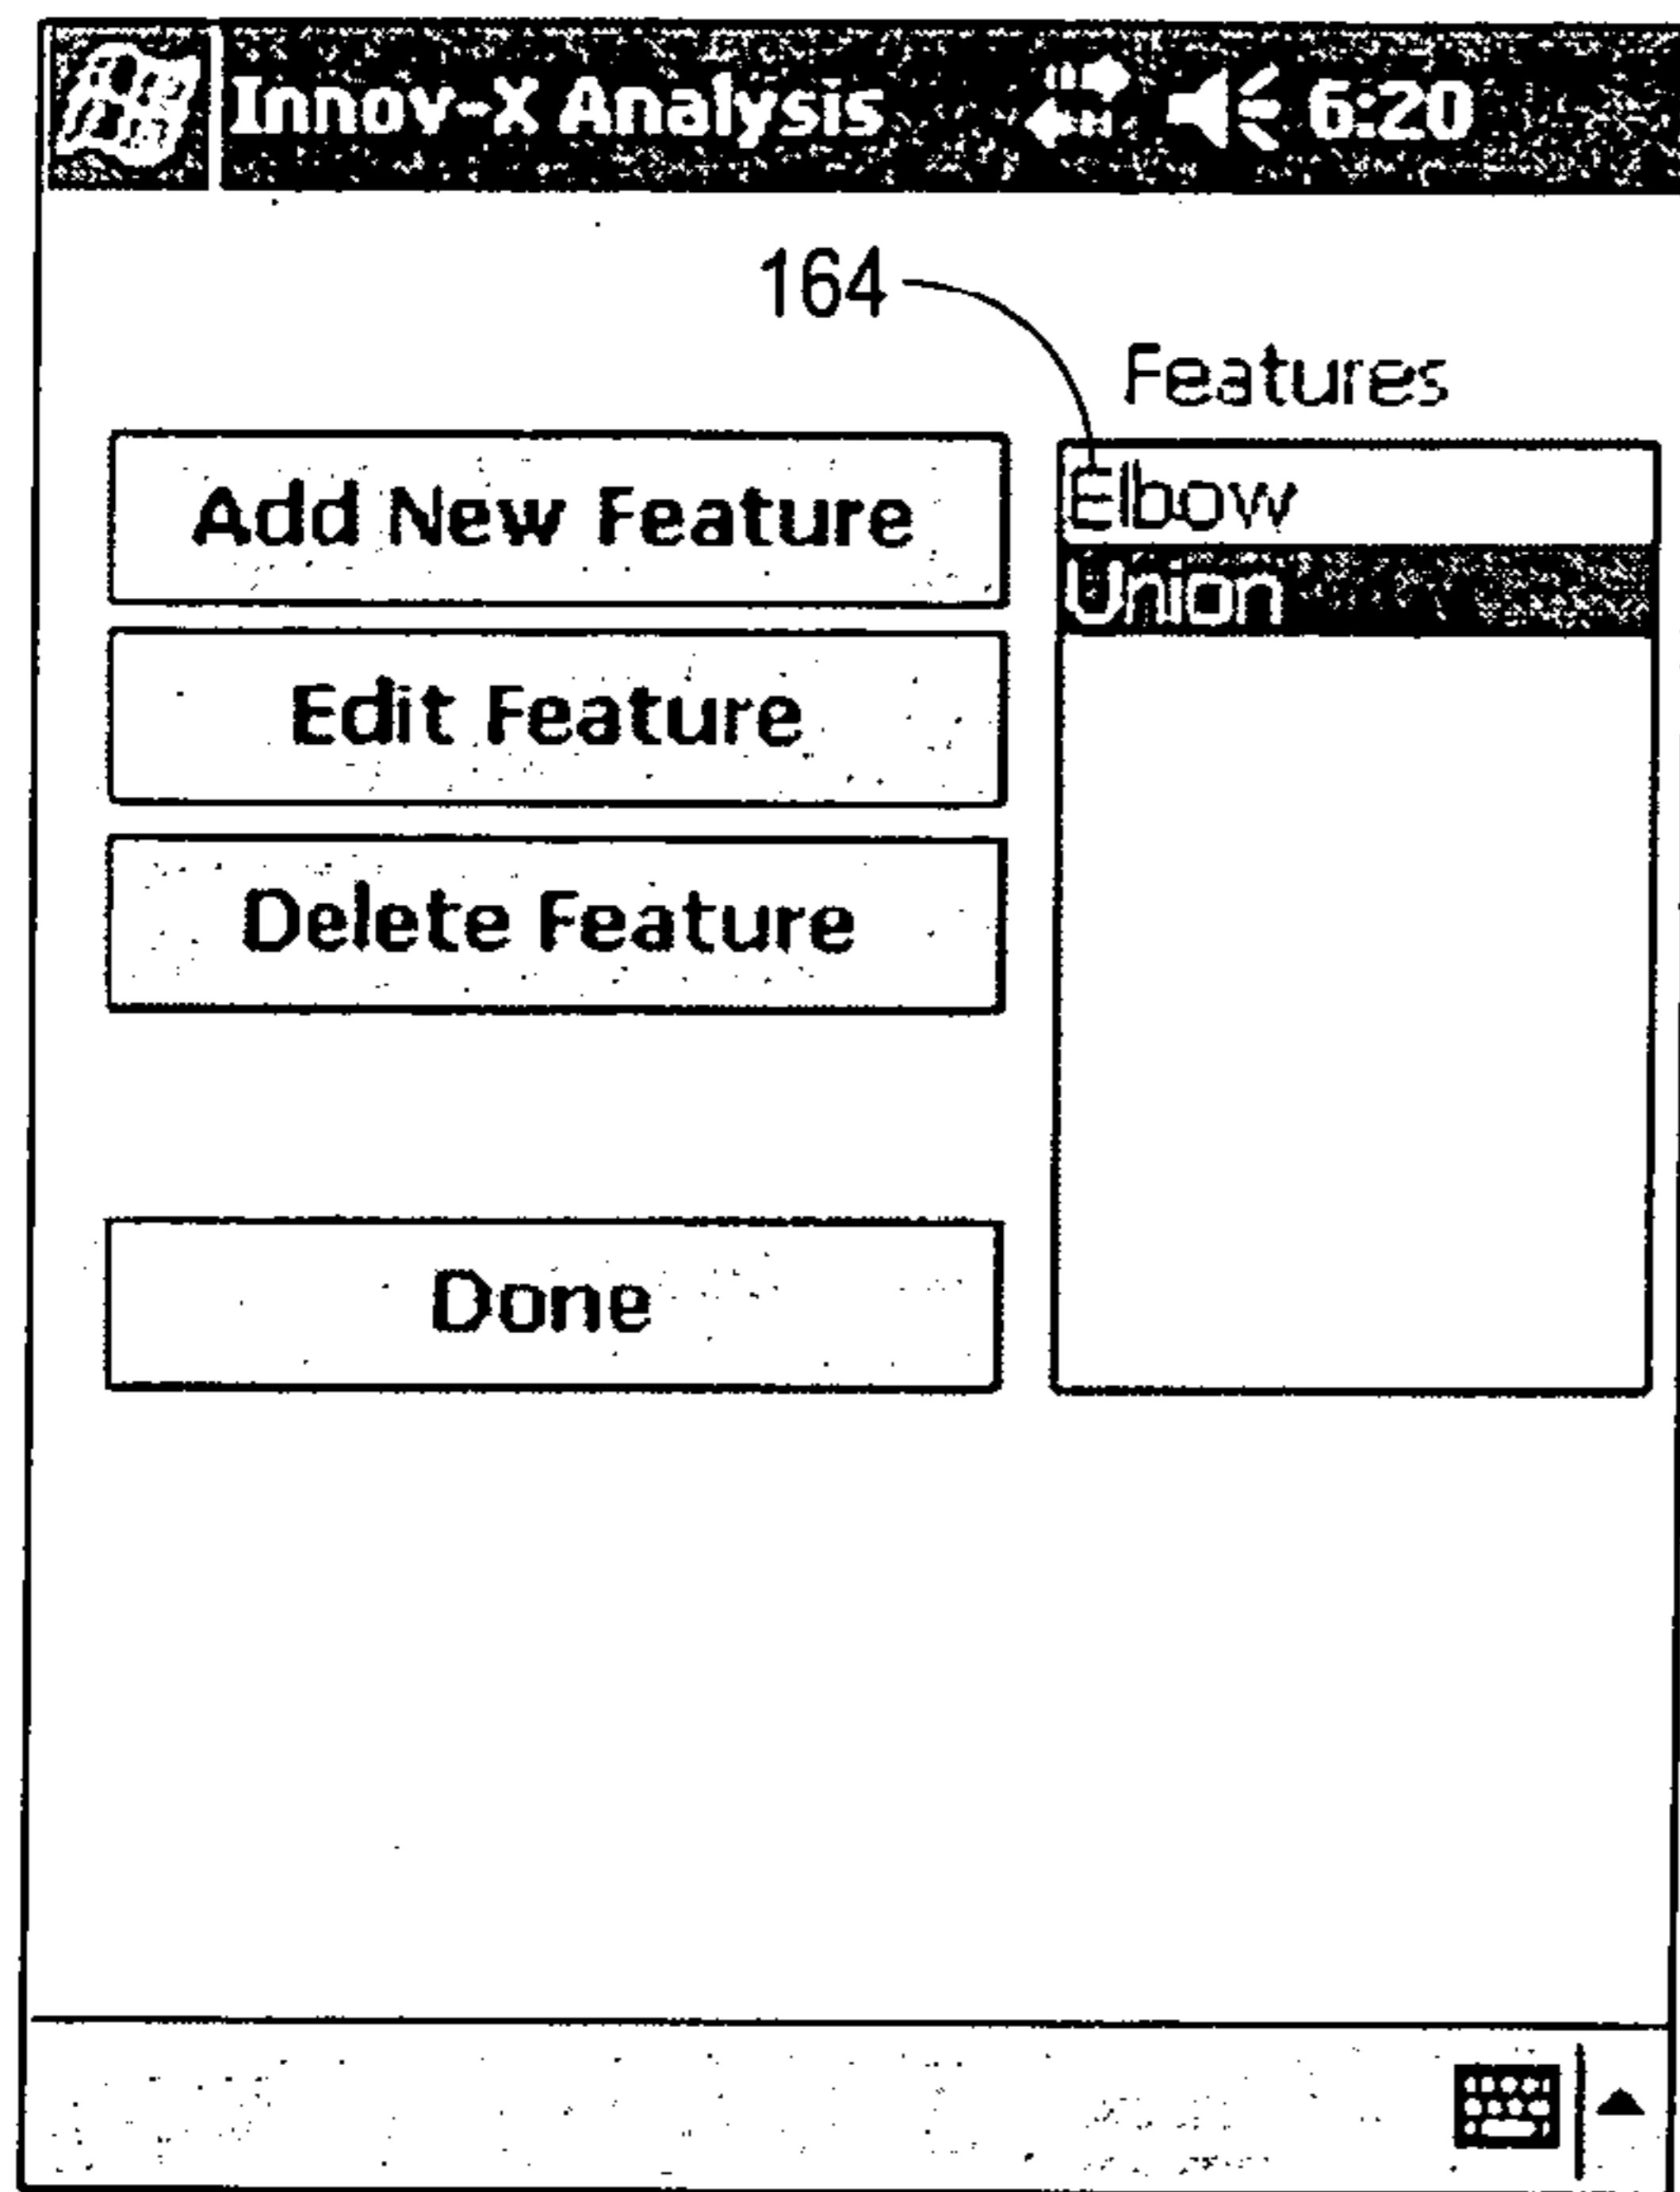 Innov-X Analysis 6:20
164
Features
Add New Feature
Elbow
Union
Edit Feature
Delete Feature
Done